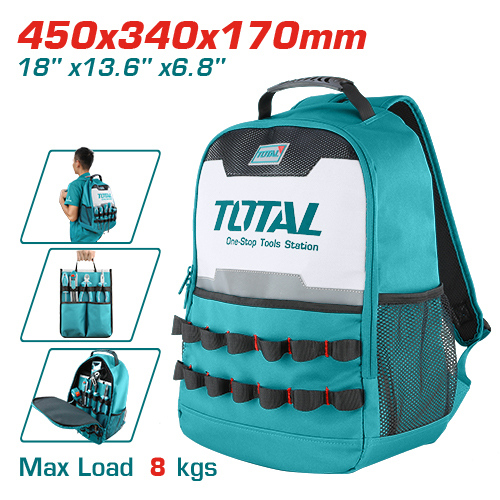 450x340x170mm
18" x13.6" x6.8"
TOTAL
TOTAL
One-Stop Tools Station
Max Load 8 kgs